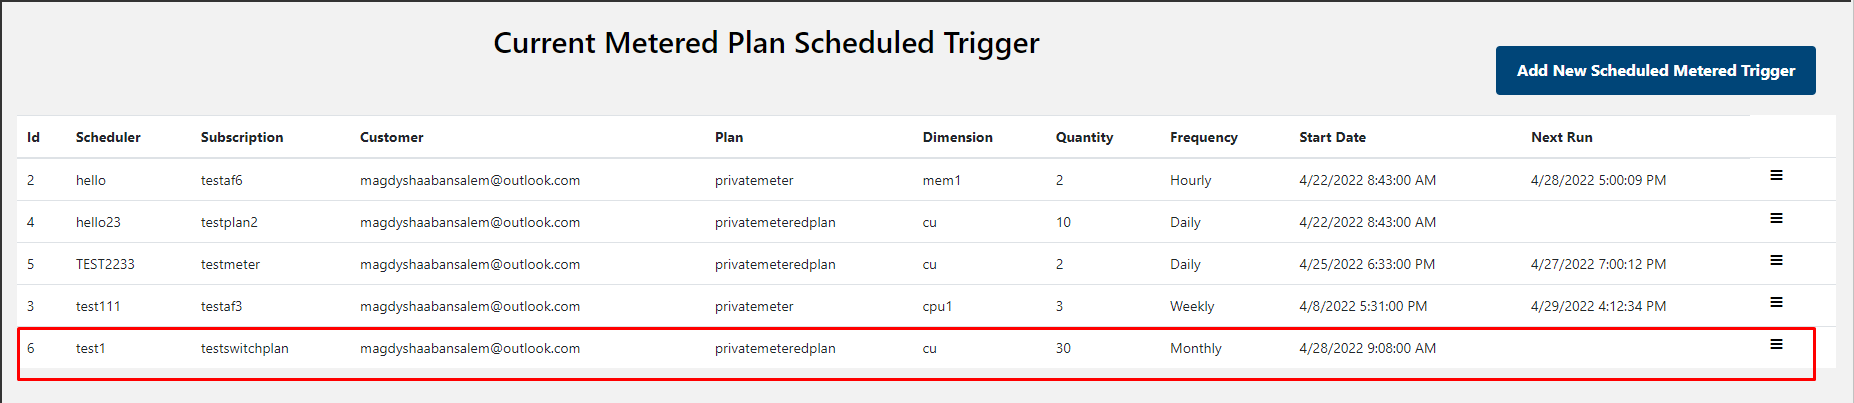 Current Metered Plan Scheduled Trigger
Add New Scheduled Metered Trigger
Id Scheduler Subscription Customer Plan Dimension Quantity Frequency Start Date Next Run
2 hello testaf6 magdyshaabansalem@outlook.com privatemeter mem1 2 Hourly 4/22/2022 8:43:00 AM 4/28/2022 5:00:09 PM
4 hello23 testplan2 magdyshaabansalem@outlook.com privatemeteredplan cu 10 Daily 4/22/2022 8:43:00 AM
5 TEST2233 testmeter magdyshaabansalem@outlook.com privatemeteredplan cu 2 Daily 4/25/2022 6:33:00 PM 4/27/2022 7:00:12 PM
3 test111 testaf3 magdyshaabansalem@outlook.com privatemeter cpu1 3 Weekly 4/8/2022 5:31:00 PM 4/29/2022 4:12:34 PM
6 test1 testswitchplan magdyshaabansalem@outlook.com privatemeteredplan cu 30 Monthly 4/28/2022 9:08:00 AM